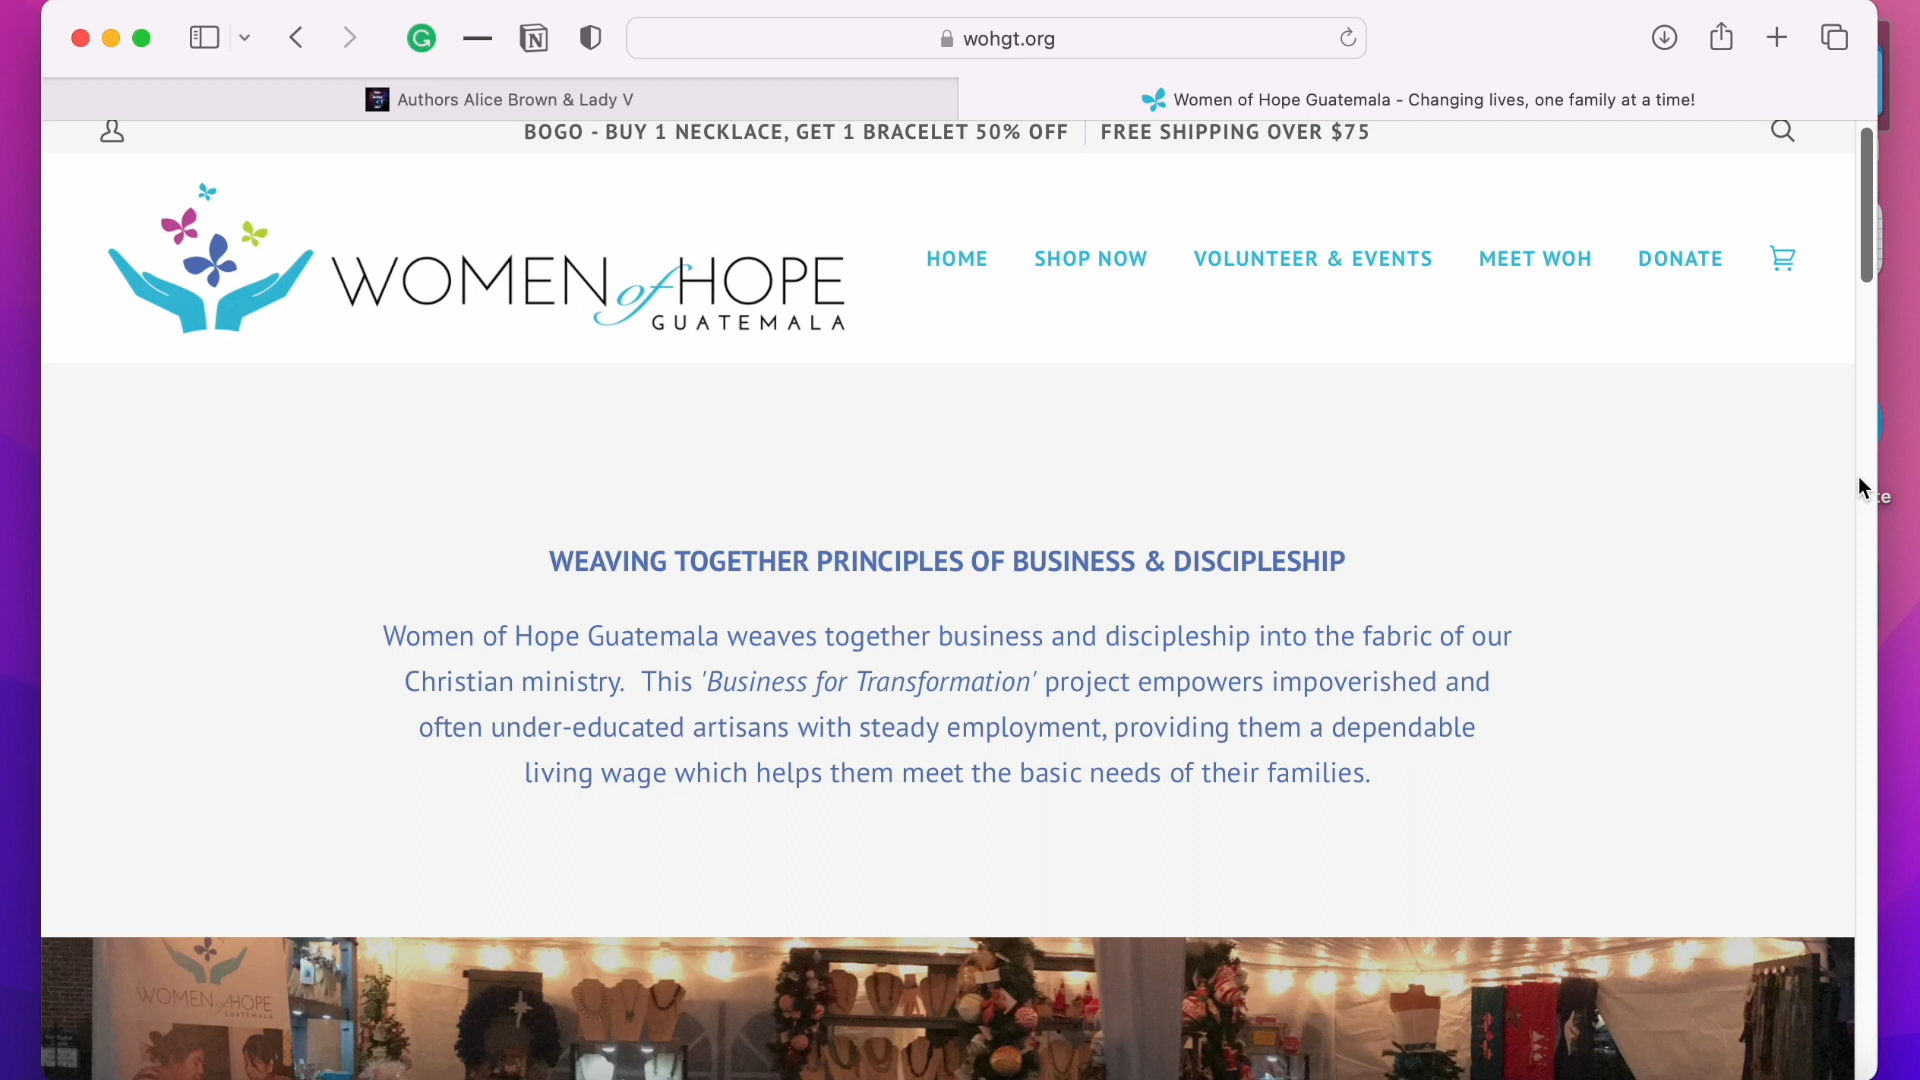 wohgt.org
Authors Alice Brown & Lady V
Women of Hope Guatemala - Changing lives, one family at a time!
BOGO - BUY 1 NECKLACE, GET 1 BRACELET 50% OFF
FREE SHIPPING OVER $75
WOMEN of HOPE
GUATEMALA
HOME
SHOP NOW
VOLUNTEER & EVENTS
MEET WOH
DONATE
WEAVING TOGETHER PRINCIPLES OF BUSINESS & DISCIPLESHIP
Women of Hope Guatemala weaves together business and discipleship into the fabric of our
Christian ministry. This 'Business for Transformation' project empowers impoverished and
often under-educated artisans with steady employment, providing them a dependable
living wage which helps them meet the basic needs of their families.
WOMEN of HOPE
GUATEMALA